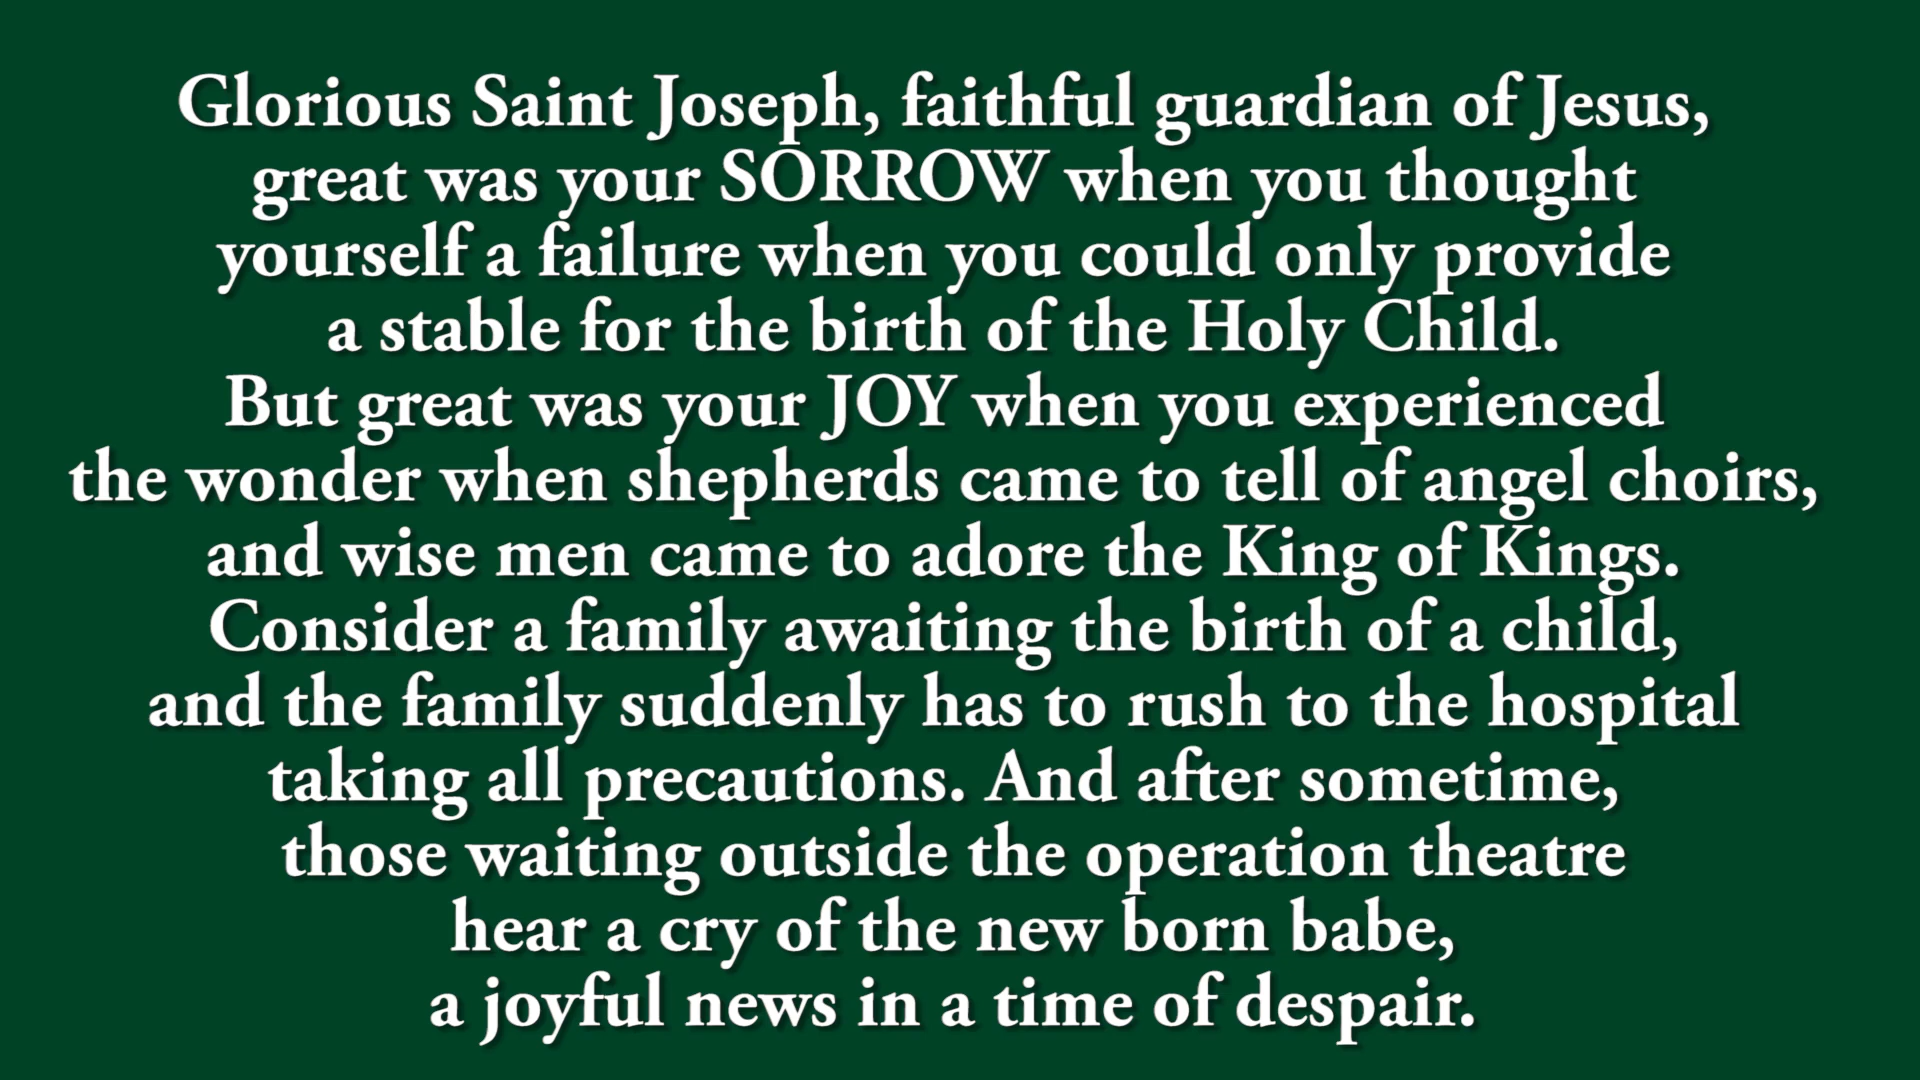 Glorious Saint Joseph, faithful guardian of Jesus,
great was your SORROW when you thought
yourself a failure when you could only provide
a stable for the birth of the Holy Child.
But great was your JOY when you experienced
the wonder when shepherds came to tell of angel choirs,
and wise men came to adore the King of Kings.
Consider a family awaiting the birth of a child,
and the family suddenly has to rush to the hospital
taking all precautions. And after sometime,
those waiting outside the operation theatre
hear a cry of the new born babe,
a joyful news in a time of despair.